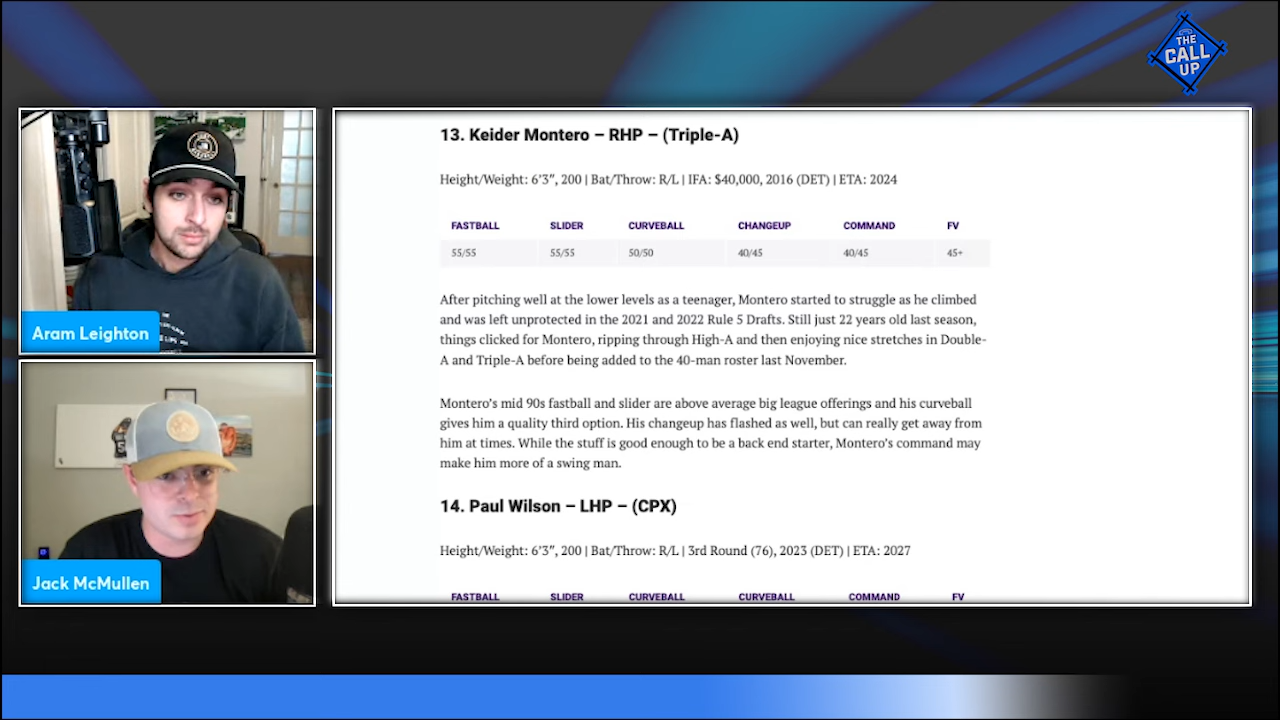 THE
CALL
UP
13. Keider Montero – RHP – (Triple-A)
Height/Weight: 6’3″, 200 | Bat/Throw: R/L | IFA: $40,000, 2016 (DET) | ETA: 2024
FASTBALL SLIDER CURVEBALL CHANGEUP COMMAND FV
55/55 55/55 50/50 40/45 40/45 45+
After pitching well at the lower levels as a teenager, Montero started to struggle as he climbed
and was left unprotected in the 2021 and 2022 Rule 5 Drafts. Still just 22 years old last season,
things clicked for Montero, ripping through High-A and then enjoying nice stretches in Double-
A and Triple-A before being added to the 40-man roster last November.
Montero’s mid 90s fastball and slider are above average big league offerings and his curveball
gives him a quality third option. His changeup has flashed as well, but can really get away from
him at times. While the stuff is good enough to be a back end starter, Montero’s command may
make him more of a swing man.
14. Paul Wilson – LHP – (CPX)
Height/Weight: 6’3″, 200 | Bat/Throw: R/L | 3rd Round (76), 2023 (DET) | ETA: 2027
FASTBALL SLIDER CURVEBALL CURVEBALL COMMAND FV
Aram Leighton
Jack McMullen